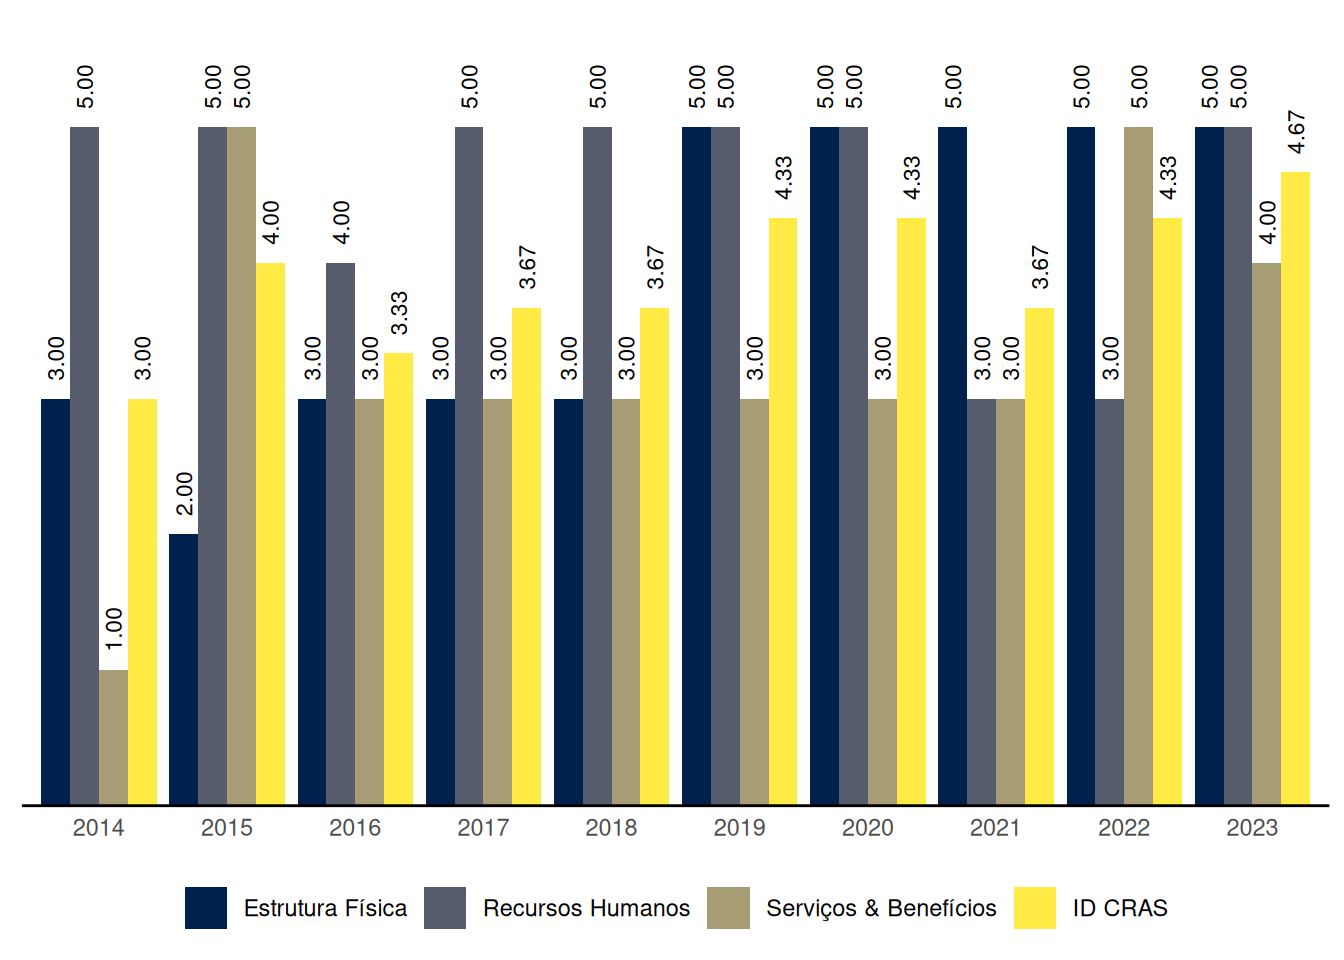 3.00 5.00 1.00 3.00
2.00 5.00 5.00 4.00
3.00 4.00 3.00 3.33
3.00 5.00 3.00 3.67
3.00 5.00 3.00 3.67
5.00 5.00 3.00 4.33
5.00 5.00 3.00 4.33
5.00 3.00 3.00 3.67
5.00 3.00 5.00 4.33
5.00 5.00 4.00 4.67
2014 2015 2016 2017 2018 2019 2020 2021 2022 2023
Estrutura Física Recursos Humanos Serviços & Benefícios ID CRAS